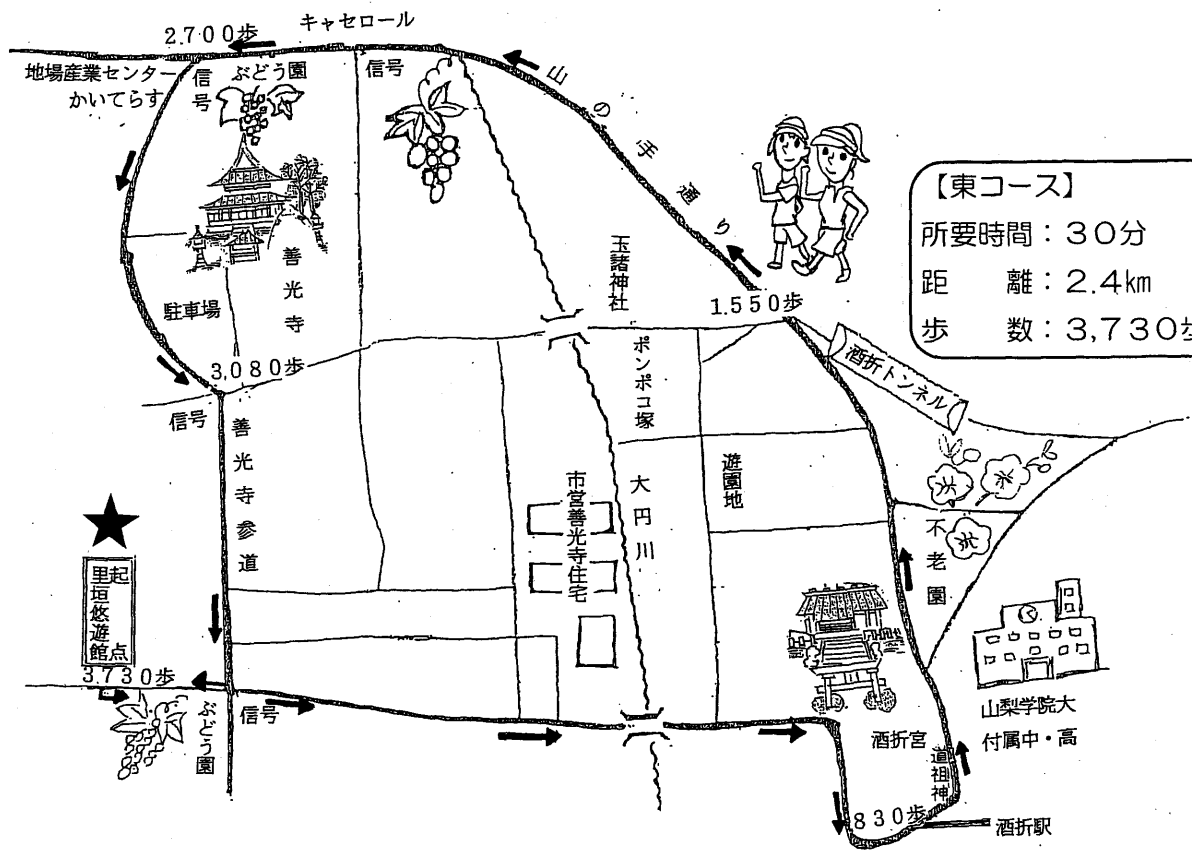 キャセロール
2.700歩
地場産業センター
かいてらす
信号
ぶどう園
信号
山の手通り
【東コース】
所要時間：30分
距　　離：2.4km
歩　　数：3,730歩
玉諸神社
1.550歩
善光寺
駐車場
酒折トンネル
ポンポコ塚
3,080歩
信号
善光寺参道
遊園地
大円川
市営善光寺住宅
不老園
★
起点
里垣悠遊館
3.730歩
ぶどう園
信号
山梨学院大
付属中・高
酒折宮
道祖神
830歩
酒折駅